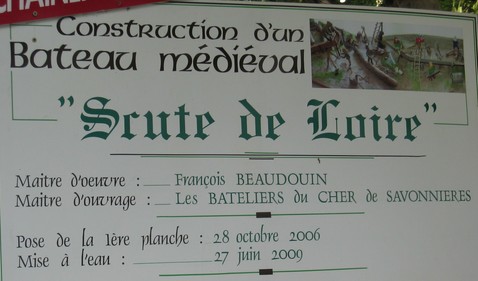 Construction d'un
Bateau médiéval
"Scute de Loire"
Maitre d'oeuvre : François BEAUDOUIN
Maitre d'ouvrage : Les BATELIERS du CHER de SAVONNIERES
Pose de la 1ère planche : 28 octobre 2006
Mise à l'eau : 27 juin 2009